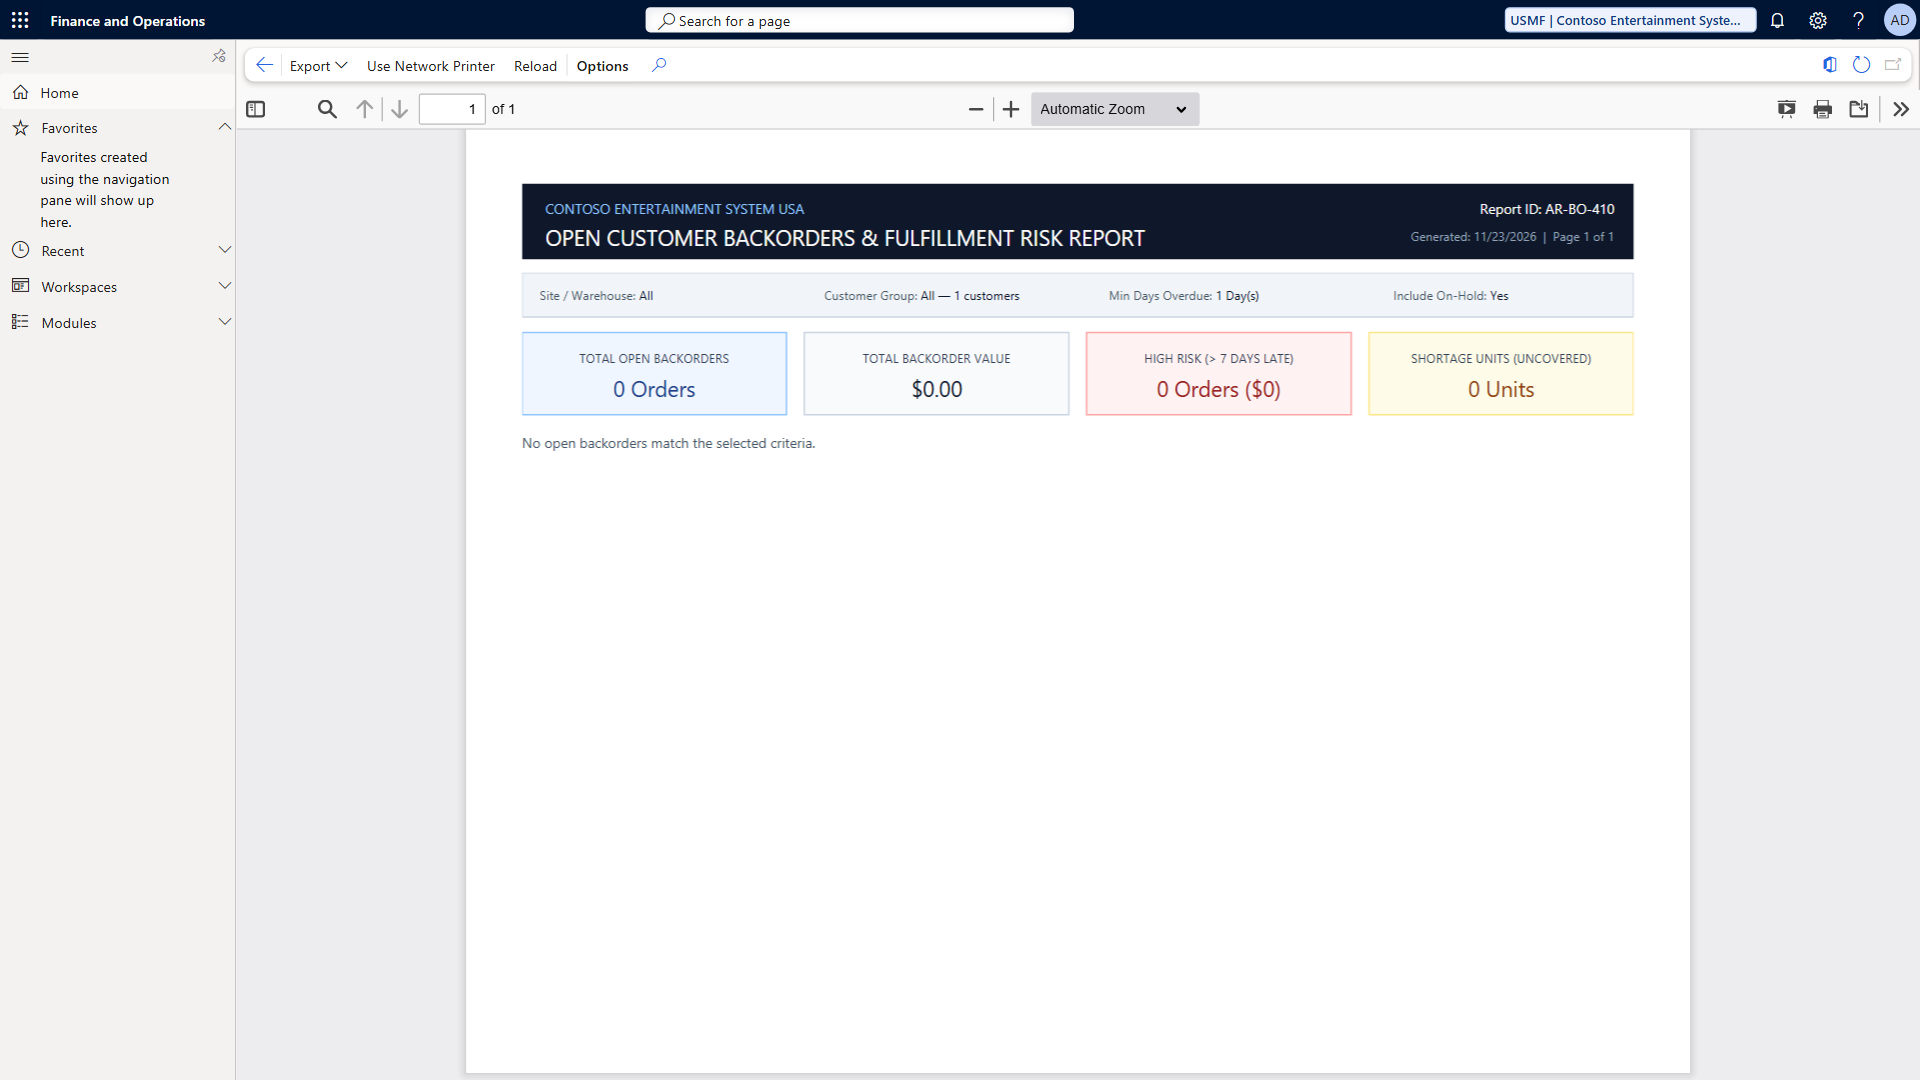 Finance and Operations
Search for a page
USMF | Contoso Entertainment Syste...
AD
Export
Use Network Printer
Reload
Options
Home
Favorites
Favorites created
using the navigation
pane will show up
here.
Recent
Workspaces
Modules
1 of 1
Automatic Zoom
CONTOSO ENTERTAINMENT SYSTEM USA
Report ID: AR-BO-410
OPEN CUSTOMER BACKORDERS & FULFILLMENT RISK REPORT
Generated: 11/23/2026 | Page 1 of 1
Site / Warehouse: All
Customer Group: All — 1 customers
Min Days Overdue: 1 Day(s)
Include On-Hold: Yes
TOTAL OPEN BACKORDERS
0 Orders
TOTAL BACKORDER VALUE
$0.00
HIGH RISK (> 7 DAYS LATE)
0 Orders ($0)
SHORTAGE UNITS (UNCOVERED)
0 Units
No open backorders match the selected criteria.